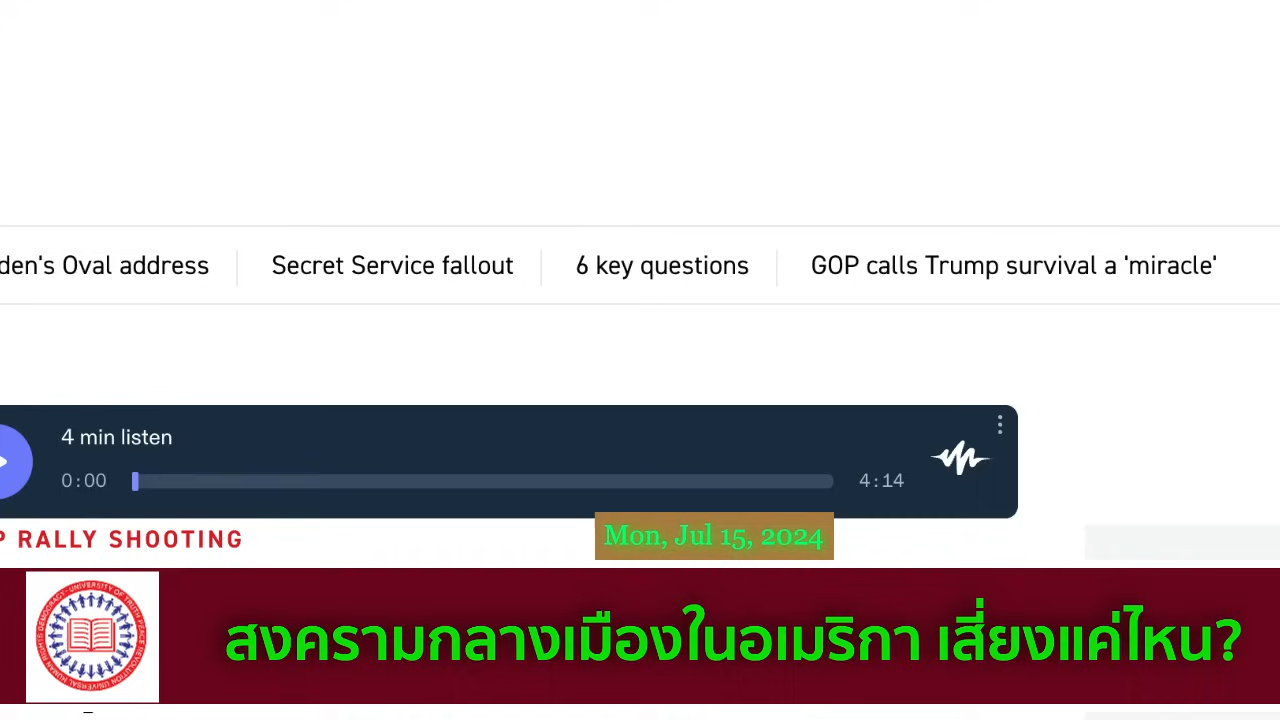 den's Oval address
Secret Service fallout
6 key questions
GOP calls Trump survival a 'miracle'
4 min listen
0:00
4:14
P RALLY SHOOTING
Mon, Jul 15, 2024
สงครามกลางเมืองในอเมริกา เสี่ยงแค่ไหน?